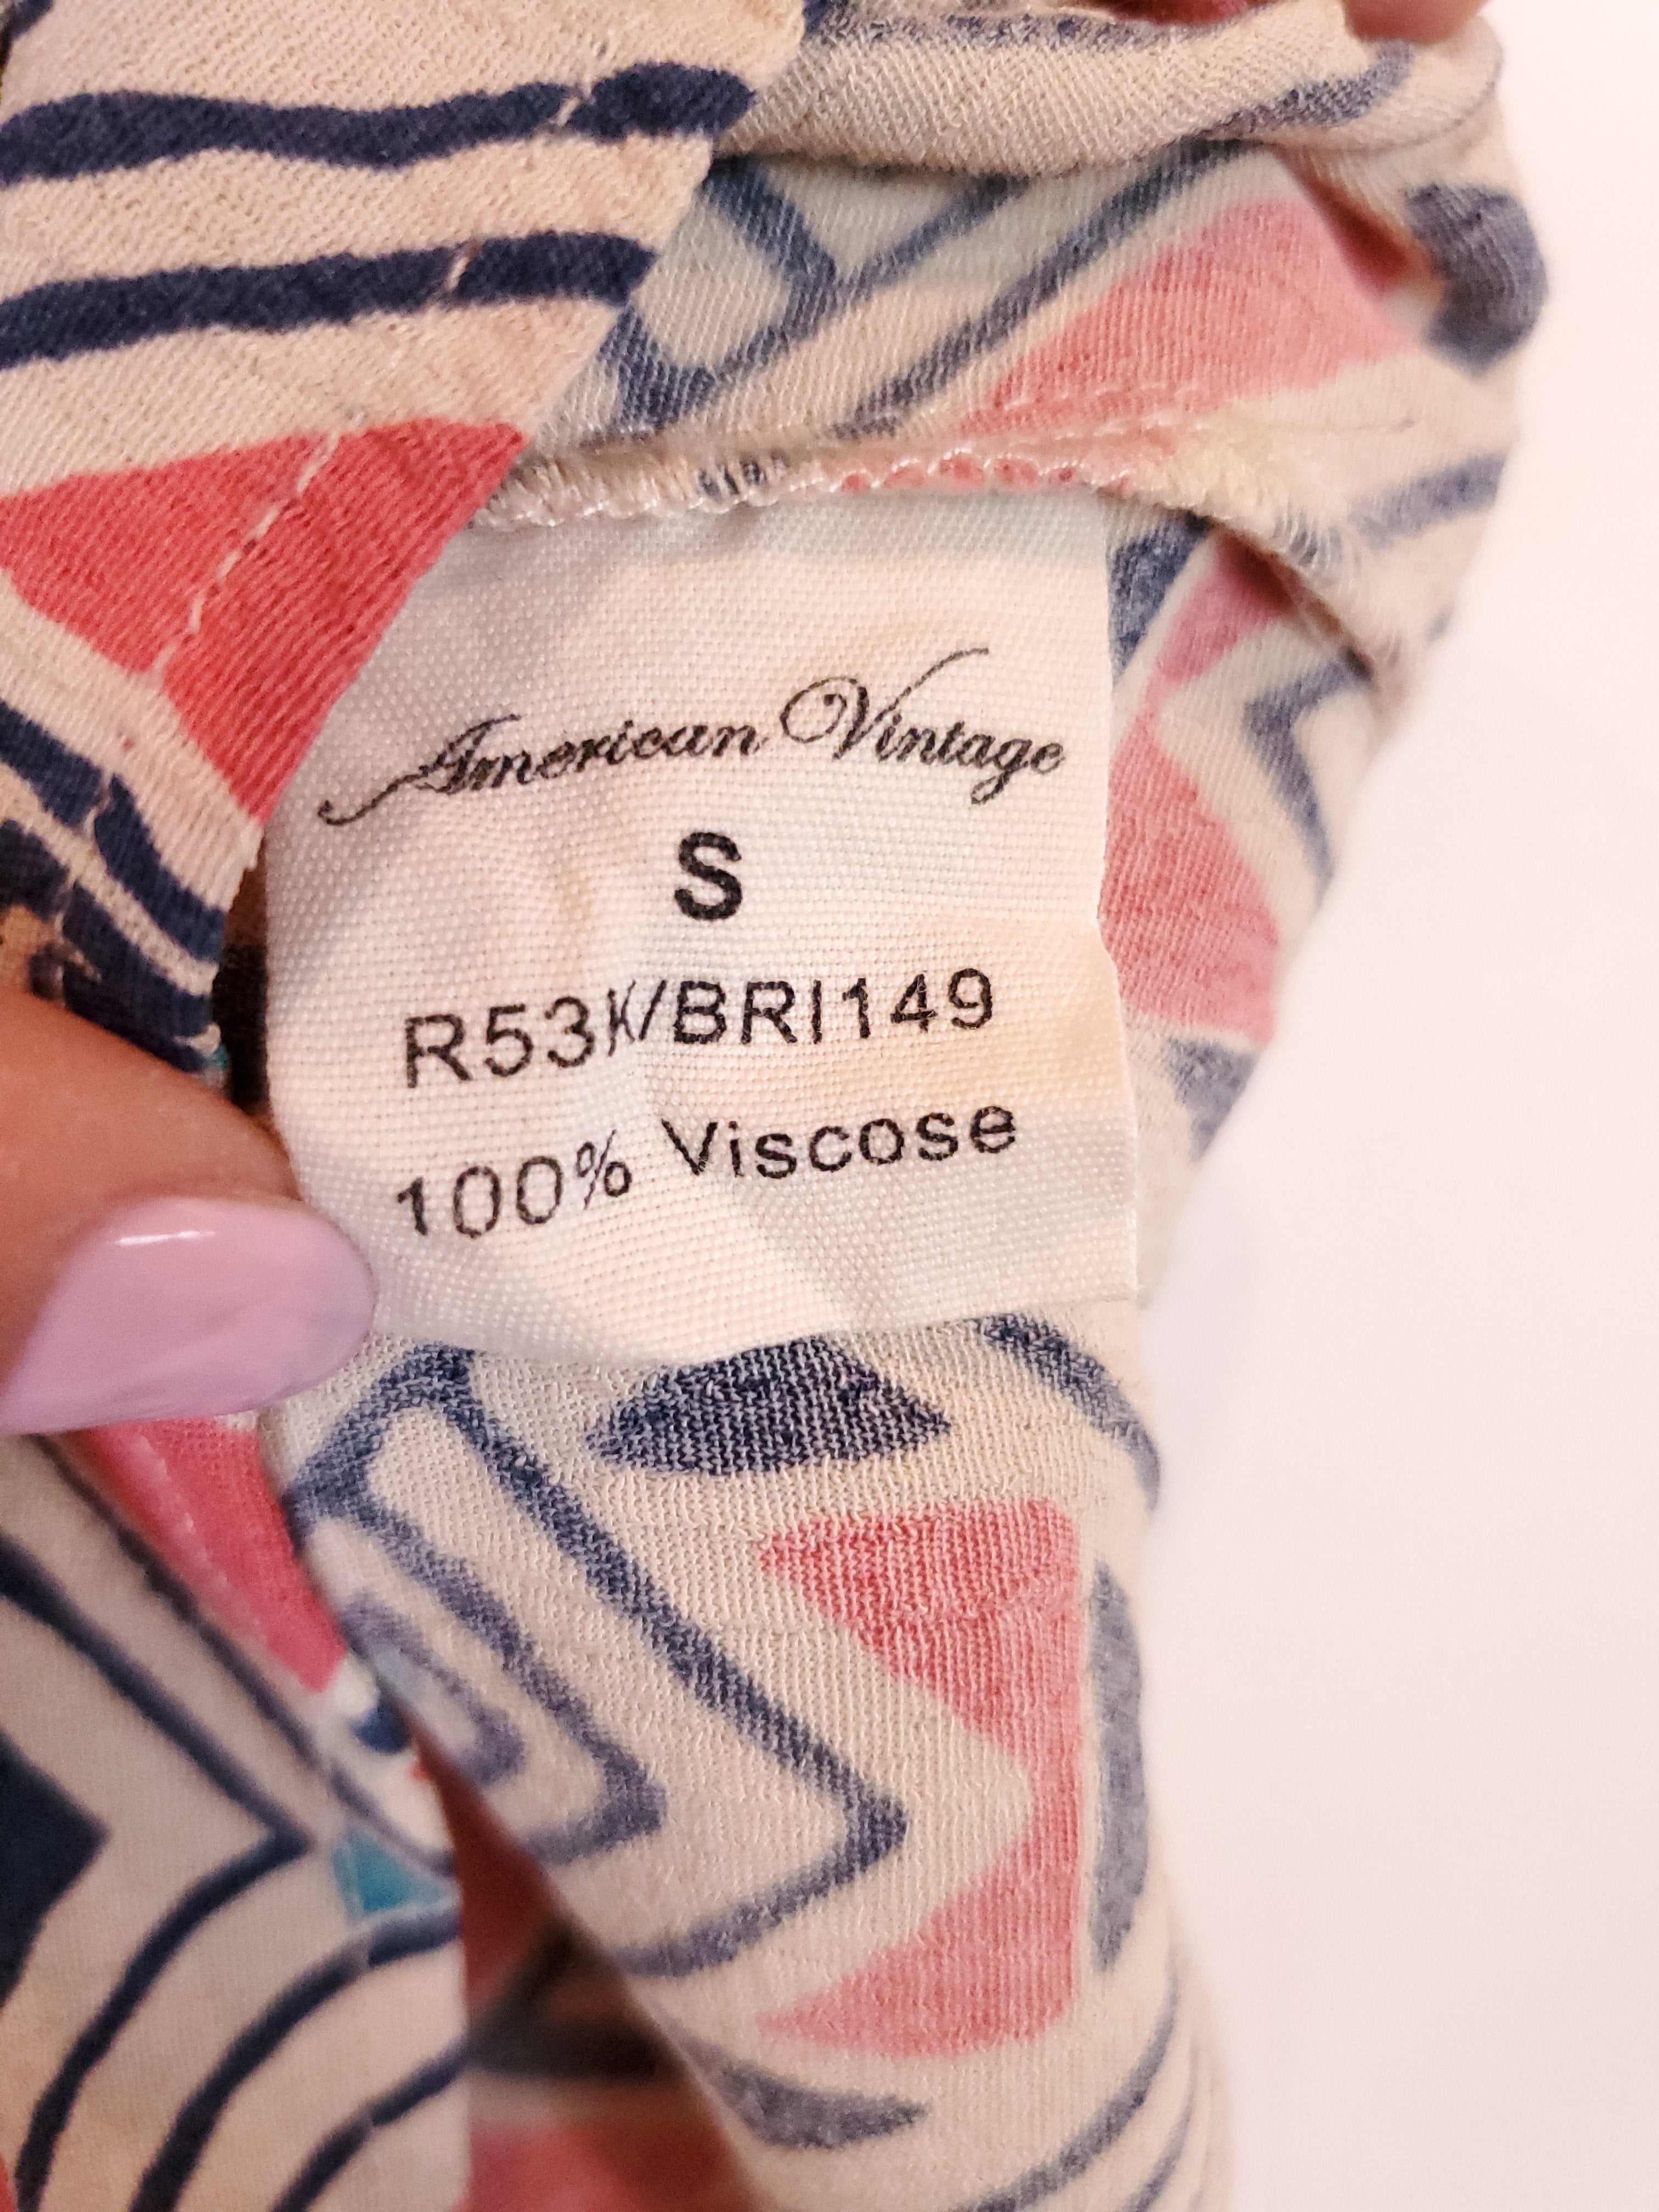 American Vintage
S
R53K/BRI149
100% Viscose